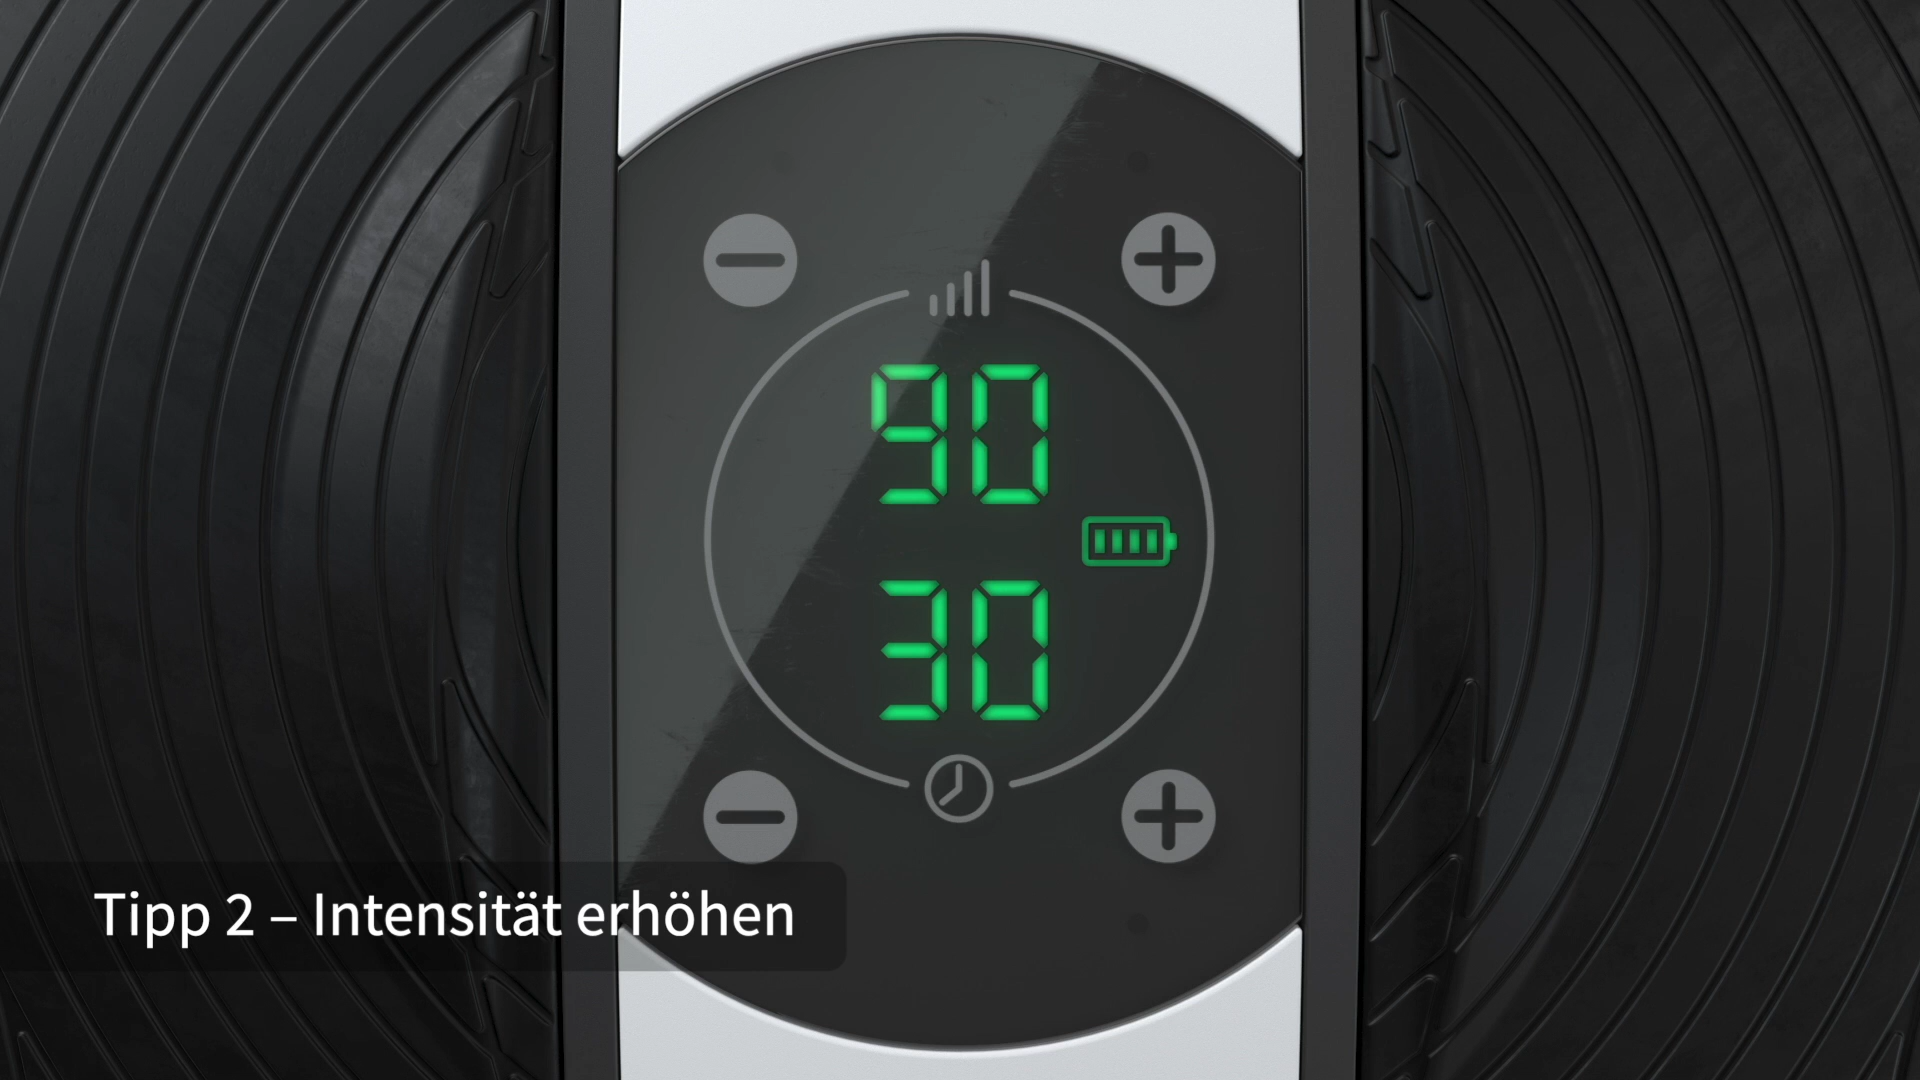 90
30
Tipp 2 – Intensität erhöhen